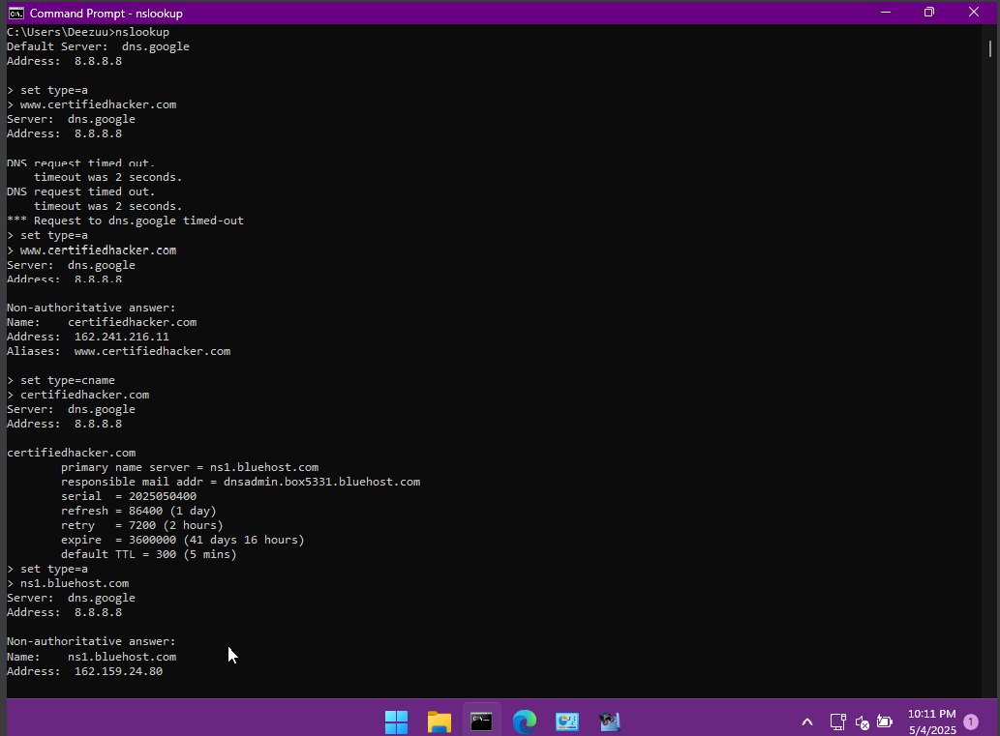 Command Prompt - nslookup
C:\Users\Deezuu>nslookup
Default Server:  dns.google
Address:  8.8.8.8
> set type=a
> www.certifiedhacker.com
Server:  dns.google
Address:  8.8.8.8
DNS request timed out.
    timeout was 2 seconds.
DNS request timed out.
    timeout was 2 seconds.
*** Request to dns.google timed-out
> set type=a
> www.certifiedhacker.com
Server:  dns.google
Address:  8.8.8.8
Non-authoritative answer:
Name:    certifiedhacker.com
Address:  162.241.216.11
Aliases:  www.certifiedhacker.com
> set type=cname
> certifiedhacker.com
Server:  dns.google
Address:  8.8.8.8
certifiedhacker.com
        primary name server = ns1.bluehost.com
        responsible mail addr = dnsadmin.box5331.bluehost.com
        serial  = 2025050400
        refresh = 86400 (1 day)
        retry   = 7200 (2 hours)
        expire  = 3600000 (41 days 16 hours)
        default TTL = 300 (5 mins)
> set type=a
> ns1.bluehost.com
Server:  dns.google
Address:  8.8.8.8
Non-authoritative answer:
Name:    ns1.bluehost.com
Address:  162.159.24.80
10:11 PM
5/4/2025
1